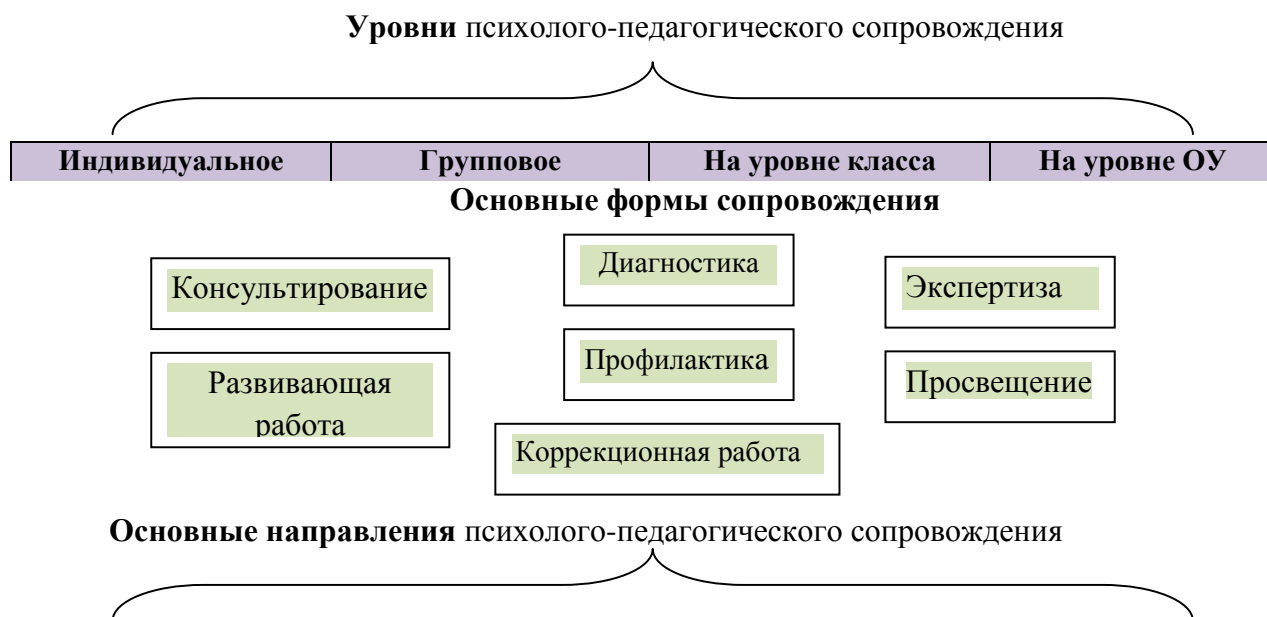 Уровни психолого-педагогического сопровождения
Индивидуальное Групповое На уровне класса На уровне ОУ
Основные формы сопровождения
Консультирование
Диагностика
Экспертиза
Развивающая
работа
Профилактика
Просвещение
Коррекционная работа
Основные направления психолого-педагогического сопровождения